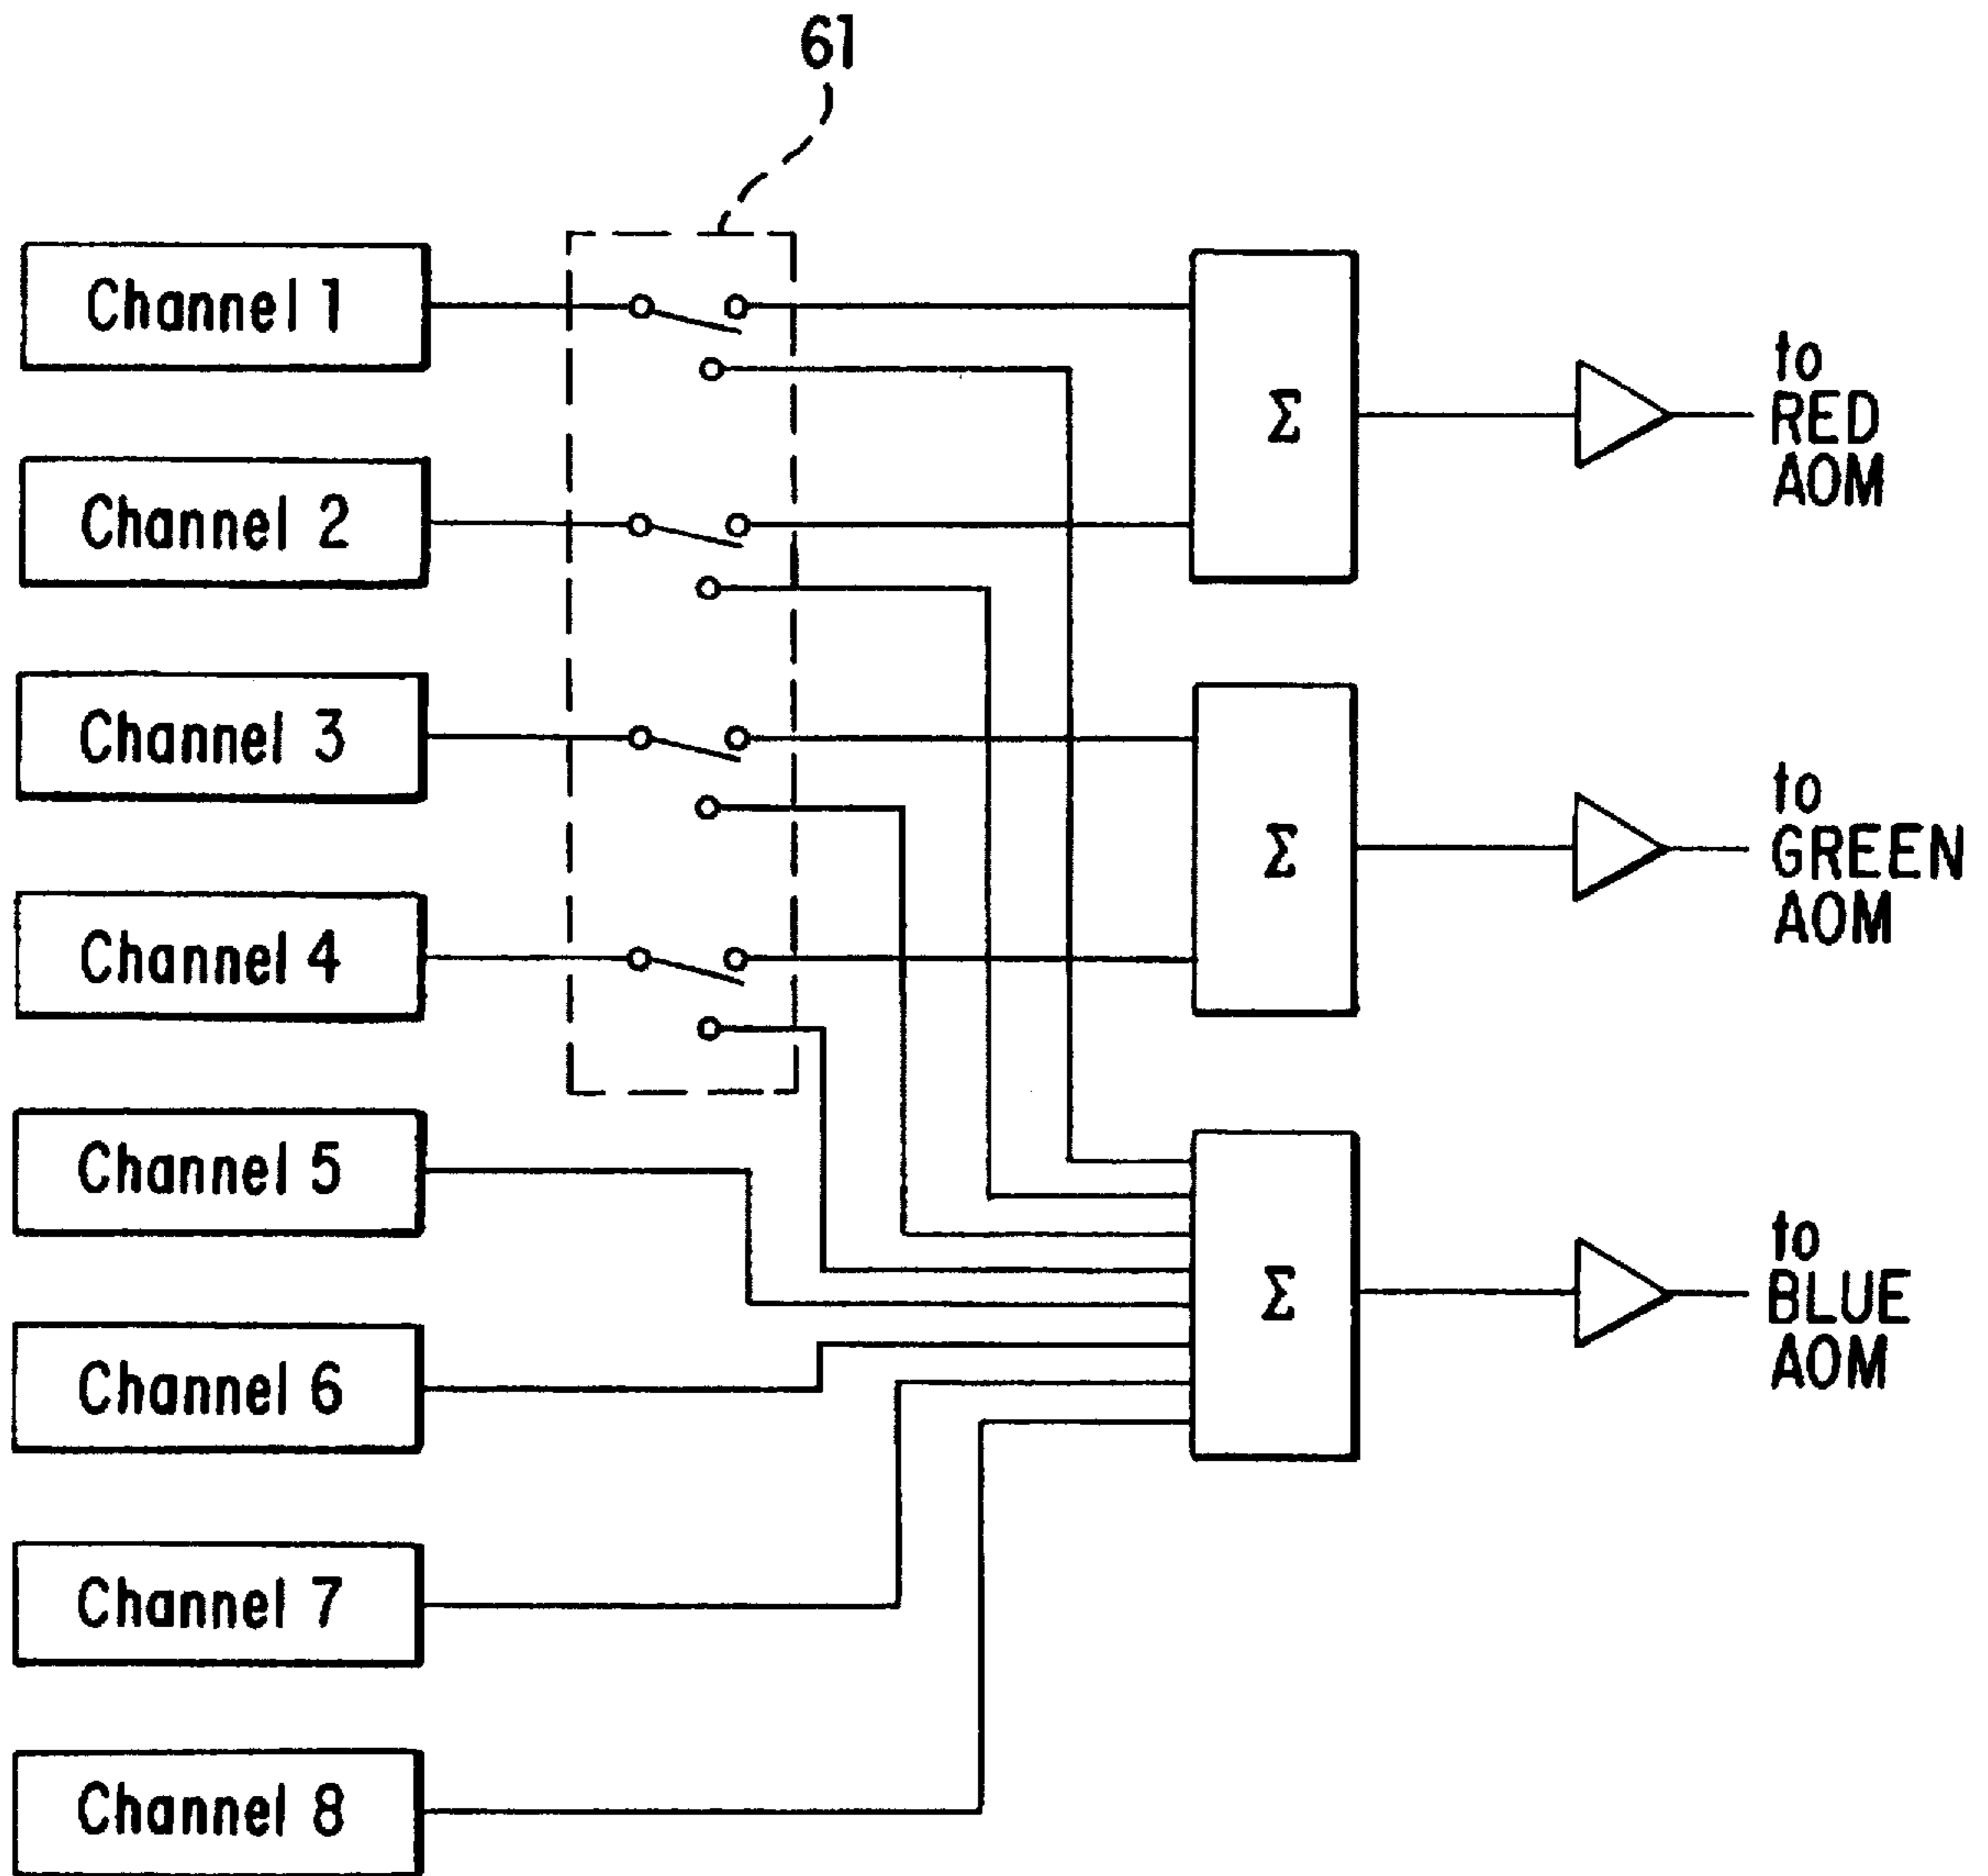 61
Channel 1
Channel 2
Channel 3
Channel 4
Channel 5
Channel 6
Channel 7
Channel 8
Σ
Σ
Σ
to
RED
AOM
to
GREEN
AOM
to
BLUE
AOM